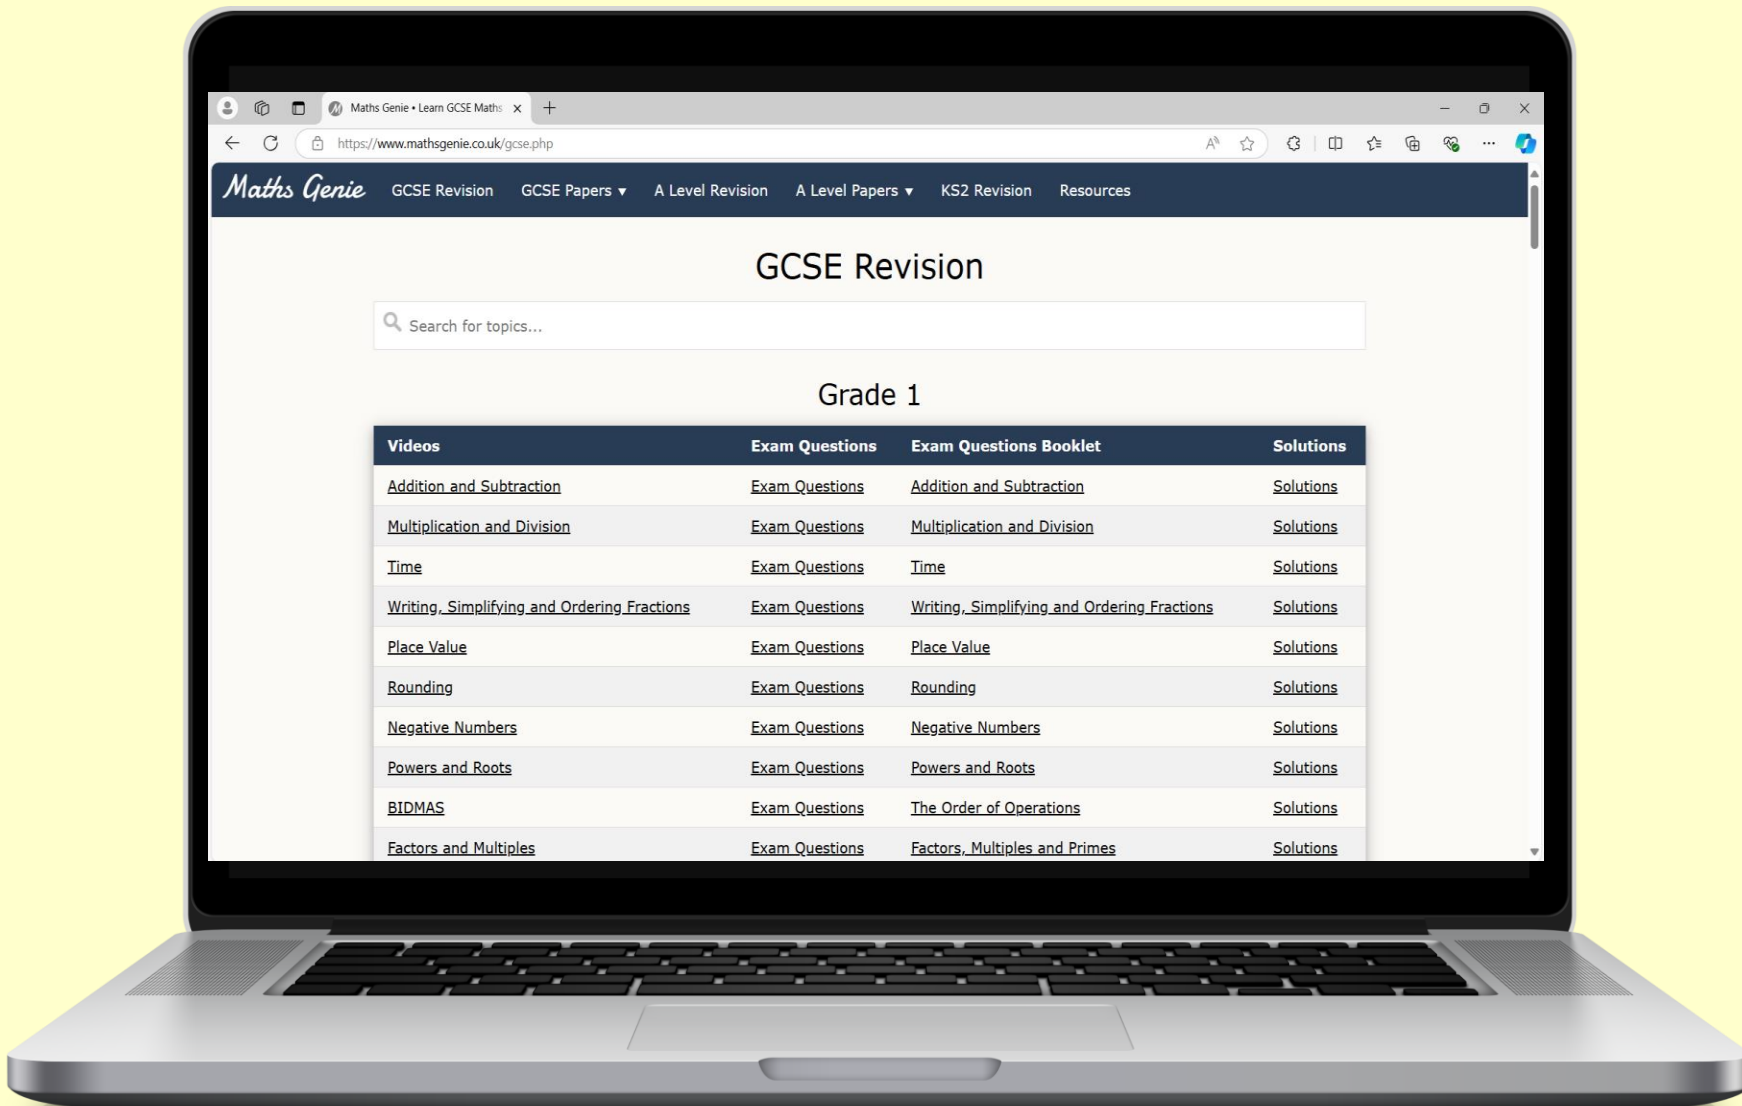 Maths Genie • Learn GCSE Maths
https://www.mathsgenie.co.uk/gcse.php
Maths Genie GCSE Revision GCSE Papers ▾ A Level Revision A Level Papers ▾ KS2 Revision Resources
GCSE Revision
Search for topics...
Grade 1
Videos Exam Questions Exam Questions Booklet Solutions
Addition and Subtraction Exam Questions Addition and Subtraction Solutions
Multiplication and Division Exam Questions Multiplication and Division Solutions
Time Exam Questions Time Solutions
Writing, Simplifying and Ordering Fractions Exam Questions Writing, Simplifying and Ordering Fractions Solutions
Place Value Exam Questions Place Value Solutions
Rounding Exam Questions Rounding Solutions
Negative Numbers Exam Questions Negative Numbers Solutions
Powers and Roots Exam Questions Powers and Roots Solutions
BIDMAS Exam Questions The Order of Operations Solutions
Factors and Multiples Exam Questions Factors, Multiples and Primes Solutions